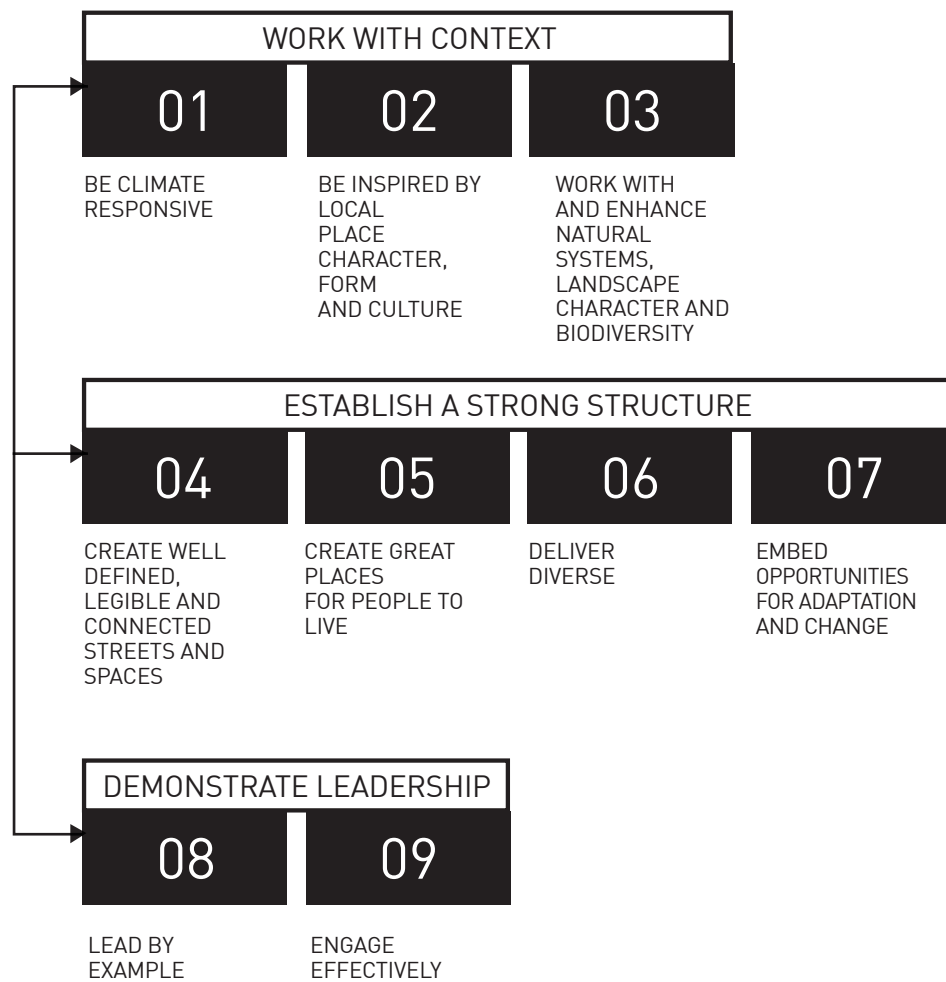 WORK WITH CONTEXT
01
02
03
BE CLIMATE
RESPONSIVE
BE INSPIRED BY
LOCAL
PLACE
CHARACTER,
FORM
AND CULTURE
WORK WITH
AND ENHANCE
NATURAL
SYSTEMS,
LANDSCAPE
CHARACTER AND
BIODIVERSITY
ESTABLISH A STRONG STRUCTURE
04
05
06
07
CREATE WELL
DEFINED,
LEGIBLE AND
CONNECTED
STREETS AND
SPACES
CREATE GREAT
PLACES
FOR PEOPLE TO
LIVE
DELIVER
DIVERSE
EMBED
OPPORTUNITIES
FOR ADAPTATION
AND CHANGE
DEMONSTRATE LEADERSHIP
08
09
LEAD BY
EXAMPLE
ENGAGE
EFFECTIVELY